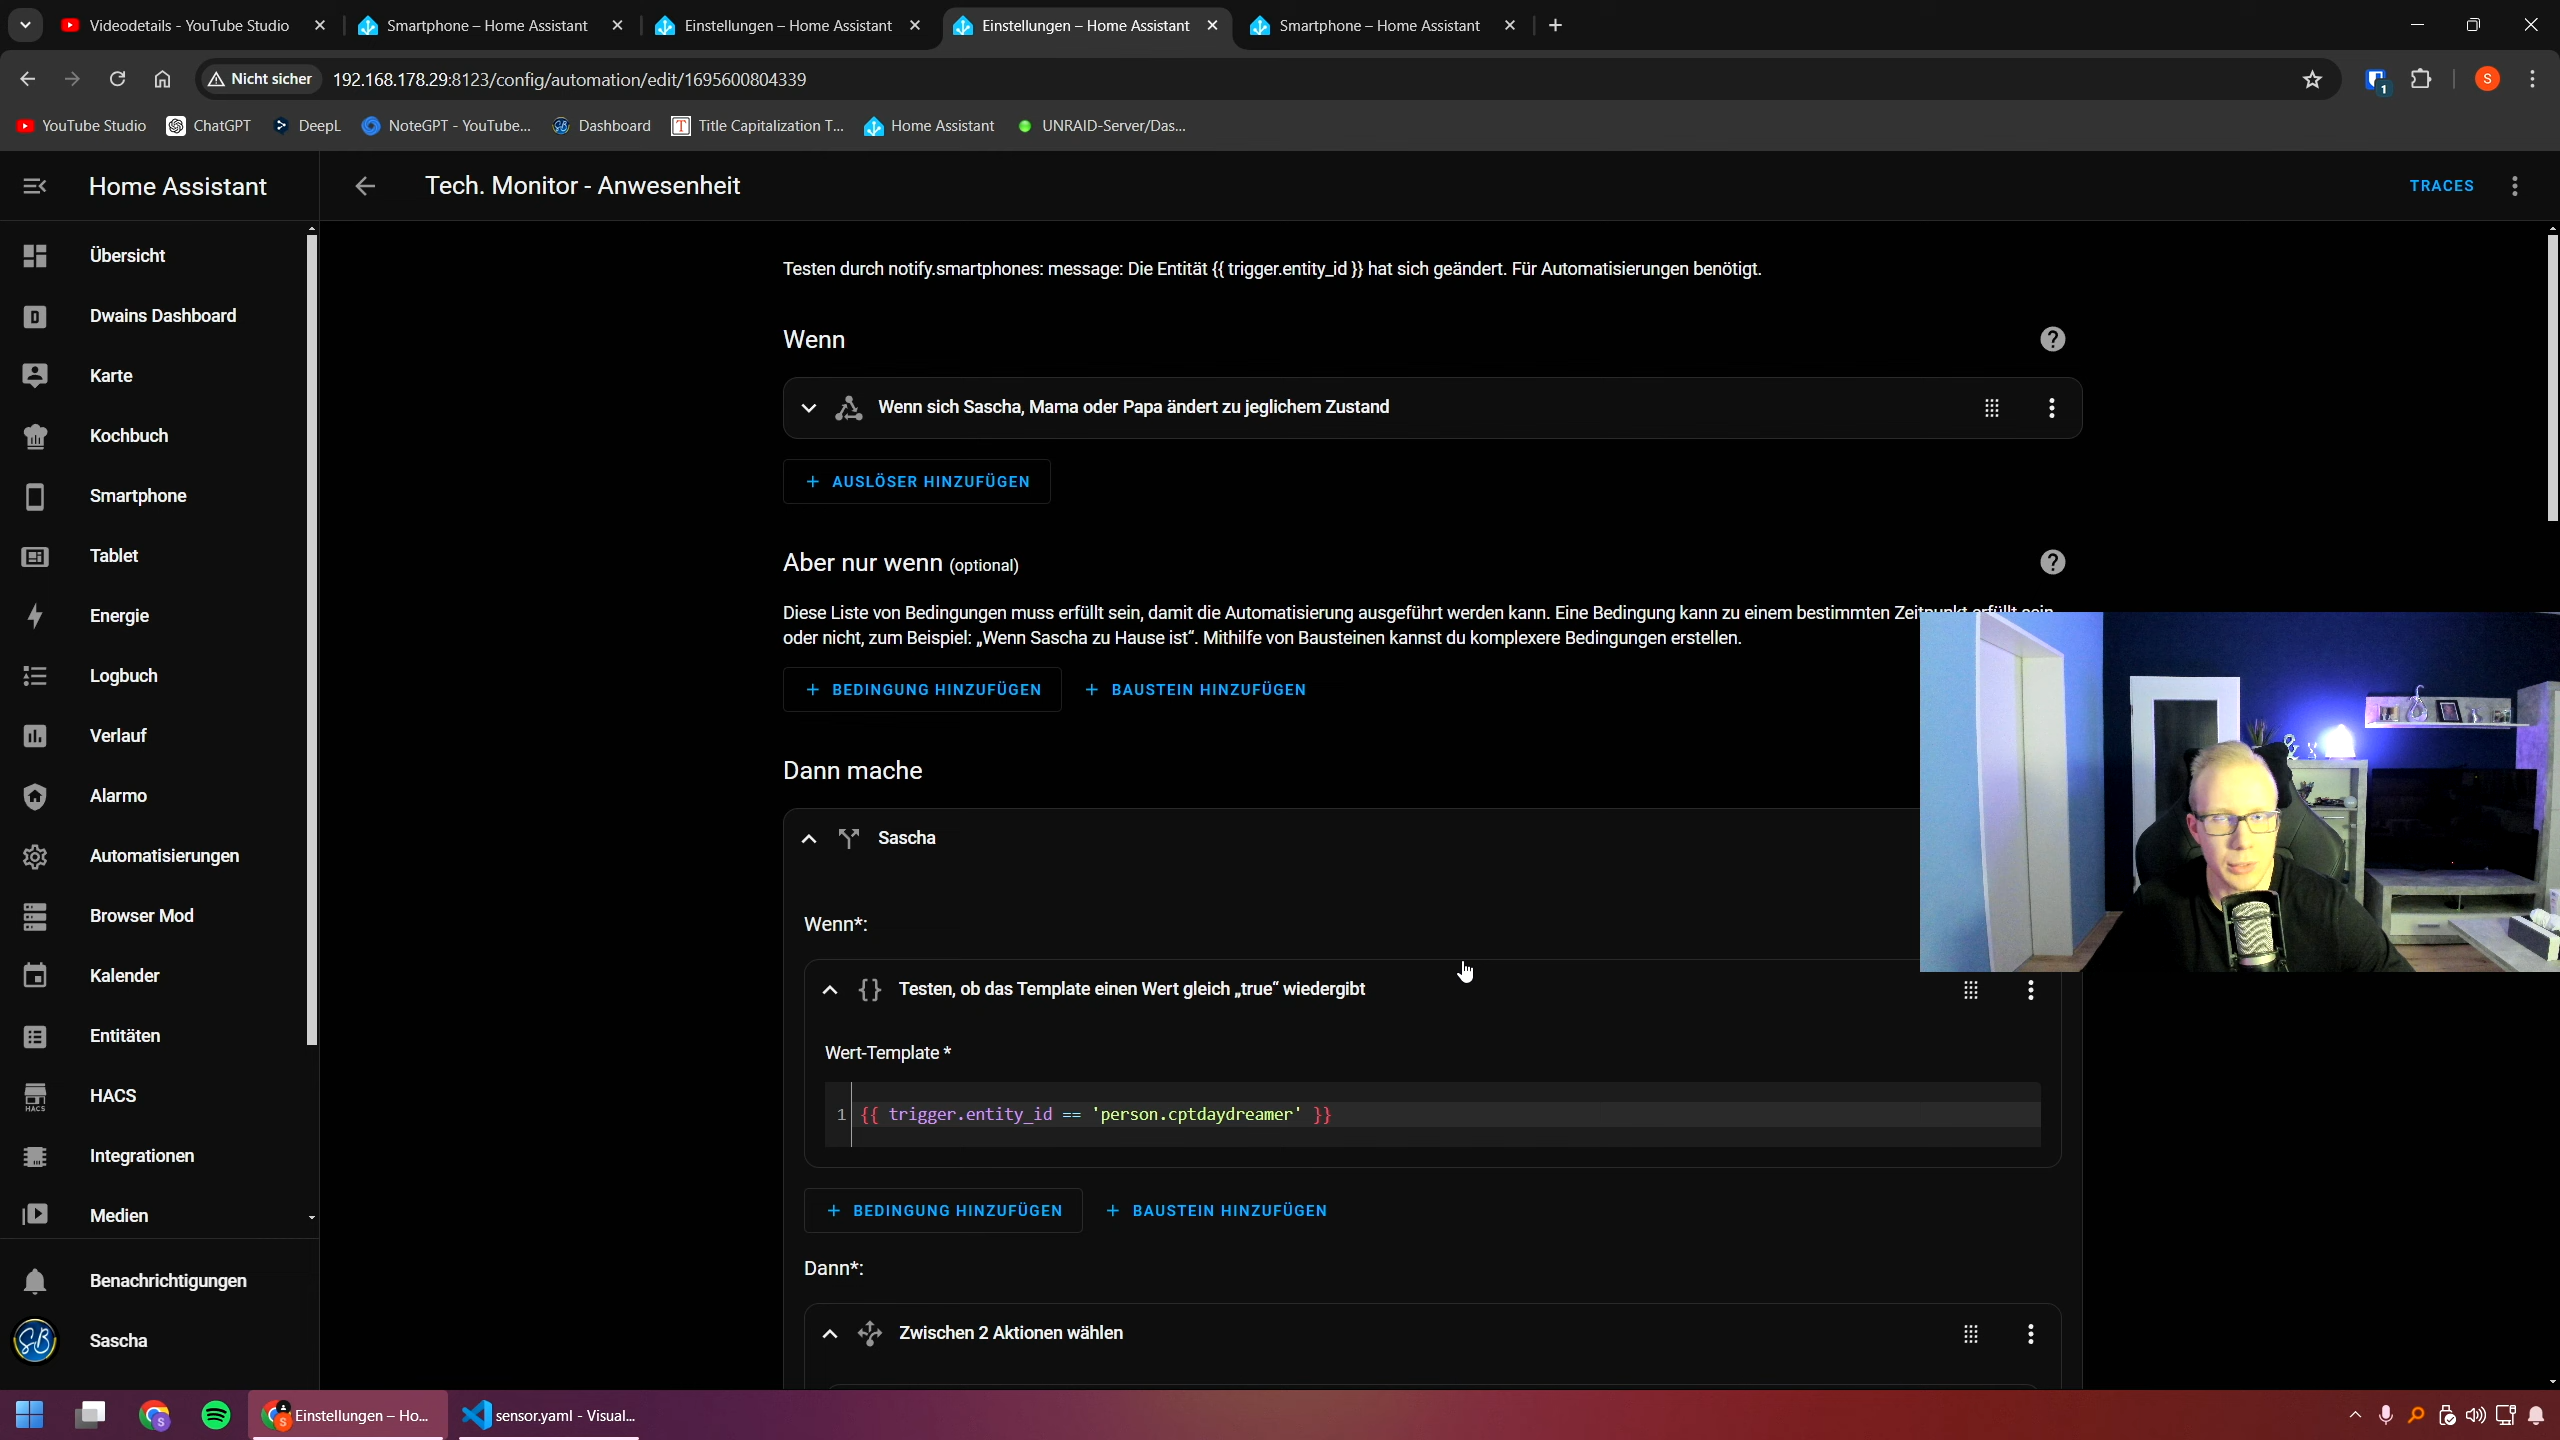 Videodetails - YouTube Studio
Smartphone – Home Assistant
Einstellungen – Home Assistant
Einstellungen – Home Assistant
Smartphone – Home Assistant
Nicht sicher
192.168.178.29:8123/config/automation/edit/1695600804339
1
S
YouTube Studio
ChatGPT
DeepL
NoteGPT - YouTube...
Dashboard
Title Capitalization T...
Home Assistant
UNRAID-Server/Das...
Home Assistant
Tech. Monitor - Anwesenheit
TRACES
Übersicht
Dwains Dashboard
Karte
Kochbuch
Smartphone
Tablet
Energie
Logbuch
Verlauf
Alarmo
Automatisierungen
Browser Mod
Kalender
Entitäten
HACS
HACS
Integrationen
Medien
Benachrichtigungen
SB
Sascha
Testen durch notify.smartphones: message: Die Entität {{ trigger.entity_id }} hat sich geändert. Für Automatisierungen benötigt.
Wenn
Wenn sich Sascha, Mama oder Papa ändert zu jeglichem Zustand
+ AUSLÖSER HINZUFÜGEN
Aber nur wenn (optional)
Diese Liste von Bedingungen muss erfüllt sein, damit die Automatisierung ausgeführt werden kann. Eine Bedingung kann zu einem bestimmten Zeitpunkt erfüllt sein
oder nicht, zum Beispiel: „Wenn Sascha zu Hause ist“. Mithilfe von Bausteinen kannst du komplexere Bedingungen erstellen.
+ BEDINGUNG HINZUFÜGEN
+ BAUSTEIN HINZUFÜGEN
Dann mache
Sascha
Wenn*:
Testen, ob das Template einen Wert gleich „true“ wiedergibt
Wert-Template *
1 {{ trigger.entity_id == 'person.cptdaydreamer' }}
+ BEDINGUNG HINZUFÜGEN
+ BAUSTEIN HINZUFÜGEN
Dann*:
Zwischen 2 Aktionen wählen
Einstellungen – Ho...
sensor.yaml - Visual...